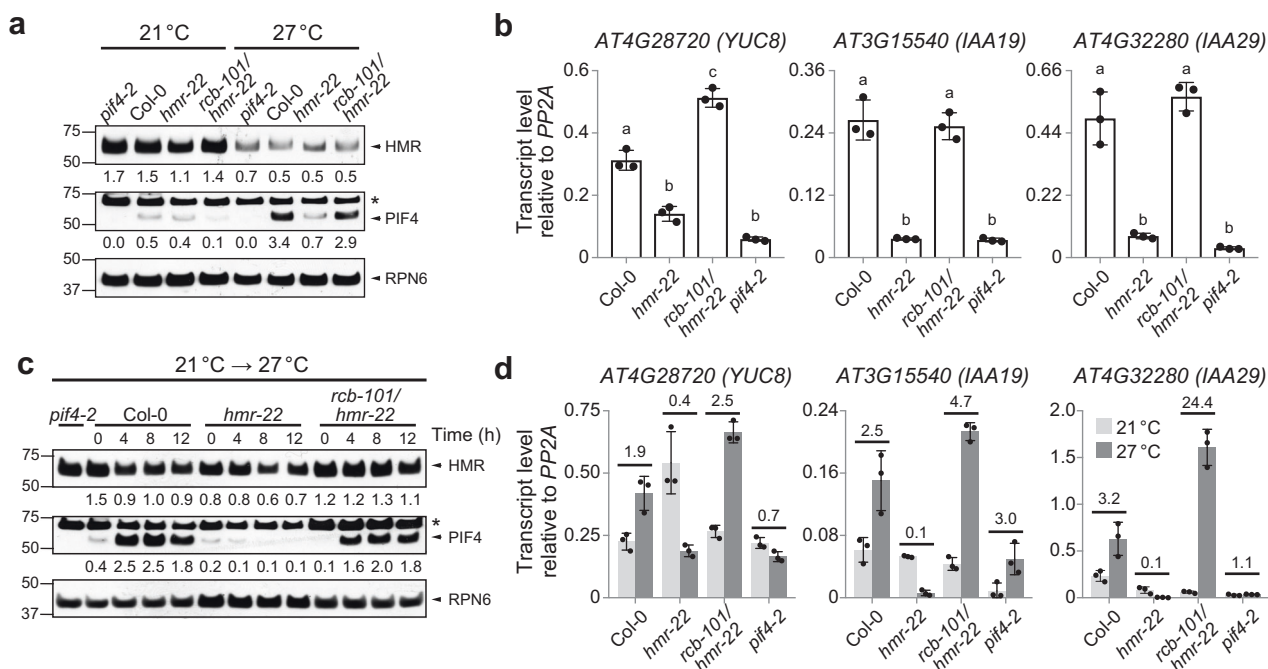 a
21 °C 27 °C
pif4-2 Col-0 hmr-22 rcb-101/ hmr-22 pif4-2 Col-0 hmr-22 rcb-101/ hmr-22
75
50
HMR
1.7 1.5 1.1 1.4 0.7 0.5 0.5 0.5
75
*
50
PIF4
0.0 0.5 0.4 0.1 0.0 3.4 0.7 2.9
50
37
RPN6
b
AT4G28720 (YUC8) AT3G15540 (IAA19) AT4G32280 (IAA29)
Transcript level
relative to PP2A
0.6
0.4
0.2
0
a b c b
Col-0 hmr-22 rcb-101/ hmr-22 pif4-2
0.36
0.24
0.12
0
a b a b
Col-0 hmr-22 rcb-101/ hmr-22 pif4-2
0.66
0.44
0.22
0
a b a b
Col-0 hmr-22 rcb-101/ hmr-22 pif4-2
c
21 °C → 27 °C
pif4-2 Col-0 hmr-22 rcb-101/ hmr-22
0 4 8 12 0 4 8 12 0 4 8 12 Time (h)
75
50
HMR
1.5 0.9 1.0 0.9 0.8 0.8 0.6 0.7 1.2 1.2 1.3 1.1
75
*
50
PIF4
0.4 2.5 2.5 1.8 0.2 0.1 0.1 0.1 0.1 1.6 2.0 1.8
50
37
RPN6
d
AT4G28720 (YUC8) AT3G15540 (IAA19) AT4G32280 (IAA29)
Transcript level
relative to PP2A
0.75
0.50
0.25
0
1.9 0.4 2.5 0.7
Col-0 hmr-22 rcb-101/ hmr-22 pif4-2
0.24
0.16
0.08
0
2.5 0.1 4.7 3.0
Col-0 hmr-22 rcb-101/ hmr-22 pif4-2
2.0
1.5
1.0
0.5
0
21 °C
27 °C
3.2 0.1 24.4 1.1
Col-0 hmr-22 rcb-101/ hmr-22 pif4-2